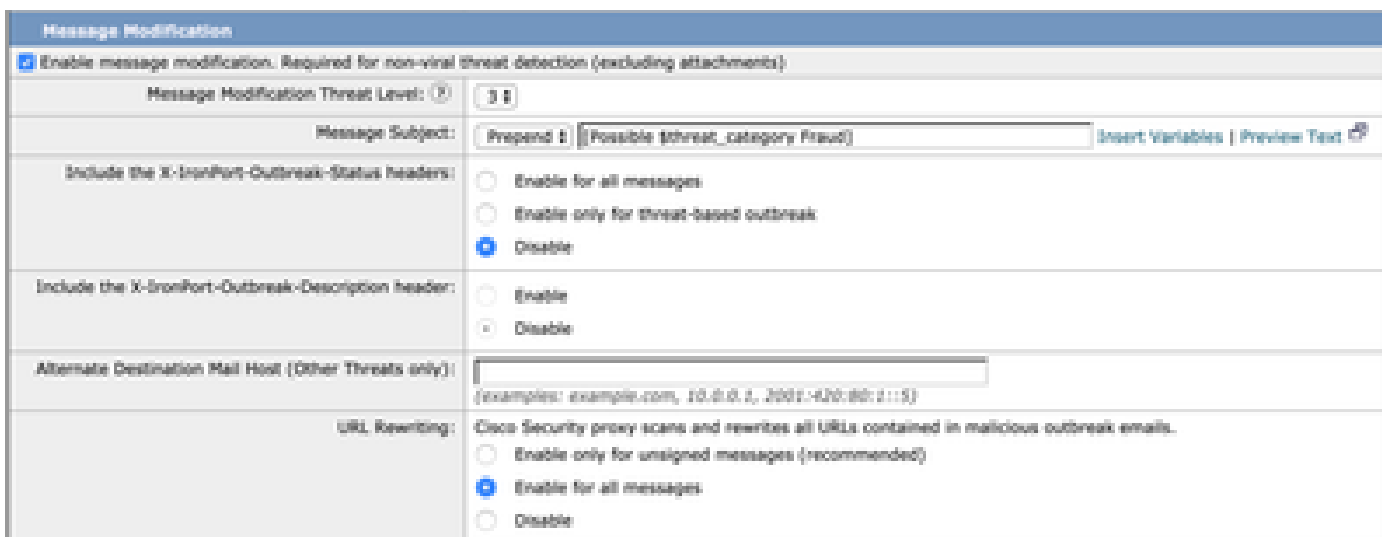 Message Modification
Enable message modification. Required for non-viral threat detection (excluding attachments)
Message Modification Threat Level: (?) 3
Message Subject: Prepend [Possible $threat_category Fraud] Insert Variables | Preview Text
Include the X-IronPort-Outbreak-Status headers:
Enable for all messages
Enable only for threat-based outbreak
Disable
Include the X-IronPort-Outbreak-Description header:
Enable
Disable
Alternate Destination Mail Host (Other Threats only):
(examples: example.com, 10.0.0.1, 2001:420:80:1::5)
URL Rewriting: Cisco Security proxy scans and rewrites all URLs contained in malicious outbreak emails.
Enable only for unsigned messages (recommended)
Enable for all messages
Disable